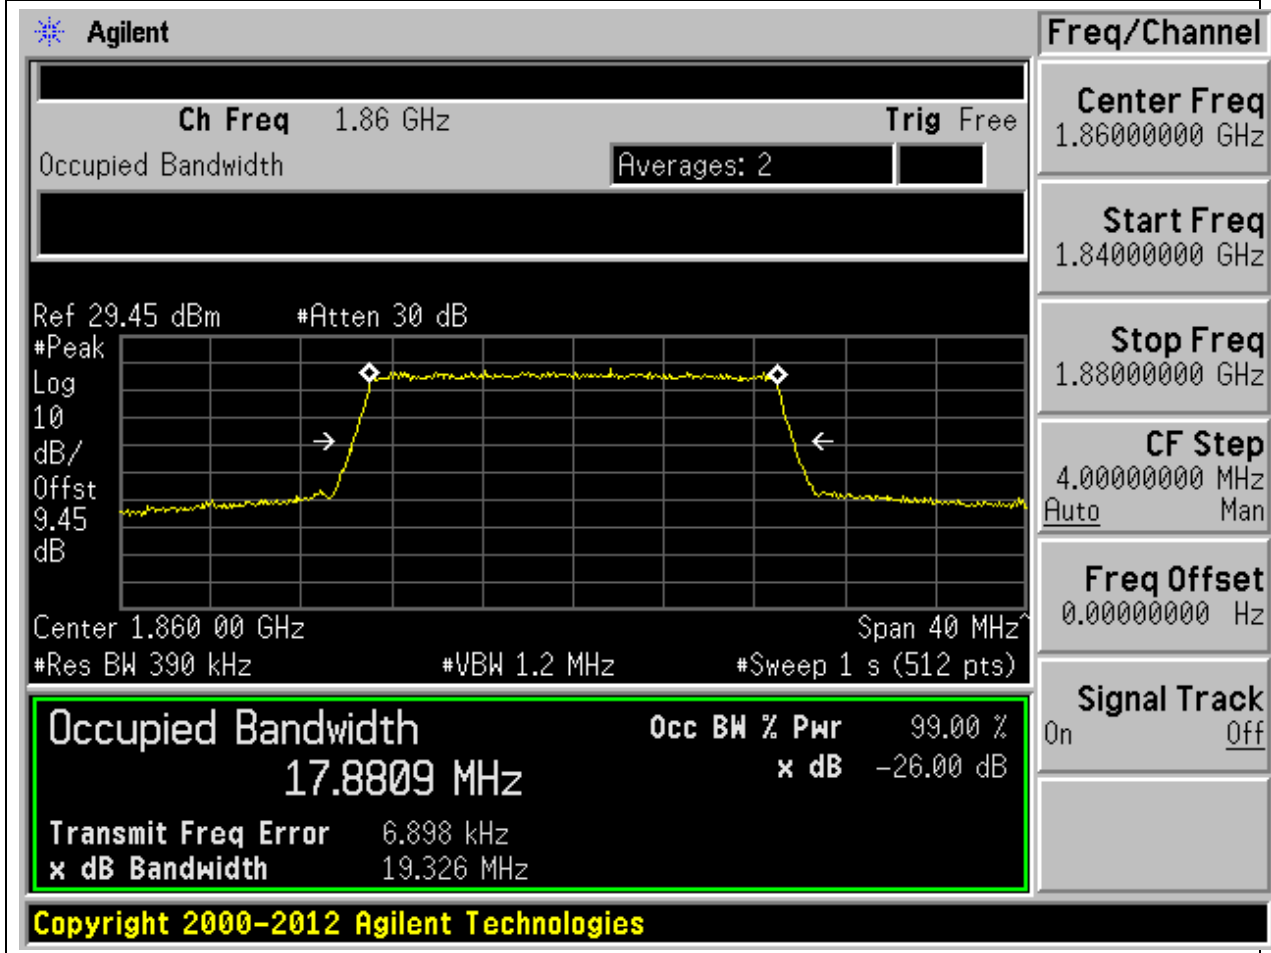 Agilent
Freq/Channel
Ch Freq 1.86 GHz Trig Free
Occupied Bandwidth Averages: 2
Ref 29.45 dBm #Atten 30 dB
#Peak
Log
10
dB/
Offst
9.45
dB
Center 1.860 00 GHz Span 40 MHz^
#Res BW 390 kHz #VBW 1.2 MHz #Sweep 1 s (512 pts)
Occupied Bandwidth Occ BW % Pwr 99.00 %
17.8809 MHz x dB -26.00 dB
Transmit Freq Error 6.898 kHz
x dB Bandwidth 19.326 MHz
Copyright 2000-2012 Agilent Technologies
Center Freq
1.86000000 GHz
Start Freq
1.84000000 GHz
Stop Freq
1.88000000 GHz
CF Step
4.00000000 MHz
Auto Man
Freq Offset
0.00000000 Hz
Signal Track
On Off